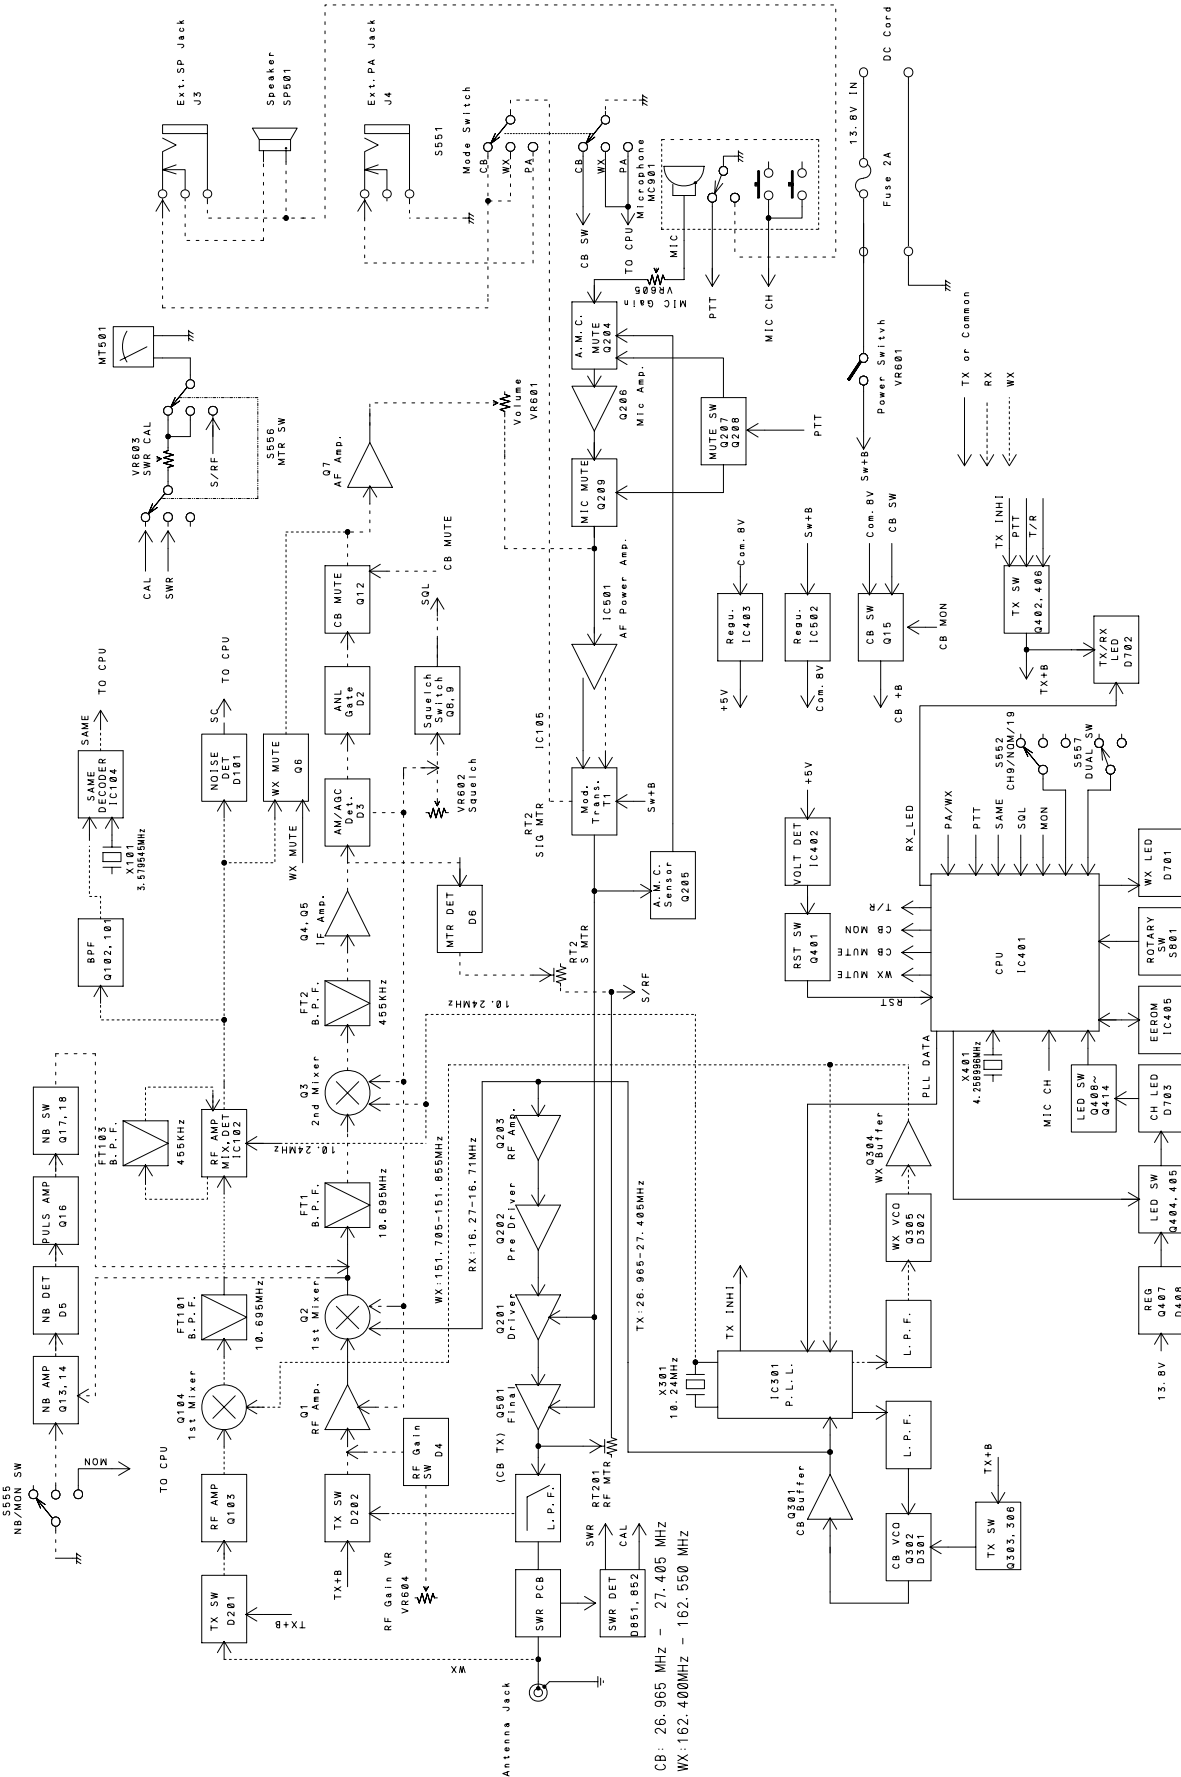 S555
NB/MON SW
MON
TO CPU
NB AMP
Q13,14
NB DET
D5
PULS AMP
Q16
NB SW
Q17,18
TX SW
D201
TX+B
RF AMP
Q103
Q104
1st Mixer
FT101
B.P.F.
10.695MHz
FT103
B.P.F.
455KHz
RF AMP
MIX,DET
IC102
10.24MHz
BPF
Q102,101
X101
3.579545MHz
SAME
DECODER
IC104
SAME
TO CPU
NOISE
DET
D101
SC
TO CPU
WX MUTE
Q6
WX MUTE
CAL
SWR
VR603
SWR CAL
S/RF
S556
MTR SW
MT501
Ext.SP Jack
J3
Speaker
SP501
Ext.PA Jack
J4
S551
Mode Switch
CB
WX
PA
CB
WX
PA
CB SW
TO CPU
Microphone
MC901
TX+B
TX SW
D202
RF Gain VR
VR604
RF Gain
SW D4
Q1
RF Amp.
Q2
1st Mixer
FT1
B.P.F.
10.695MHz
Q3
2nd Mixer
FT2
B.P.F.
455KHz
Q4,Q5
IF Amp.
AM/AGC
Det.
D3
ANL
Gate
D2
CB MUTE
Q12
CB MUTE
Q7
AF Amp.
Volume
VR601
MTR DET
D6
VR602
Squelch
Squelch
Switch
Q8,9
SQL
WX:151.705-151.855MHz
RX:16.27-16.71MHz
10.24MHz
RT2
S MTR
S/RF
RT2
SIG MTR
IC105
WX
Antenna Jack
SWR PCB
SWR DET
D851,852
SWR
CAL
L.P.F.
(CB TX)
RT201
RF MTR
Q501
Final
Q201
Driver
Q202
Pre Driver
Q203
RF Amp.
TX:26.965-27.405MHz
Mod.
Trans.
T1
Sw+B
IC501
AF Power Amp.
A.M.C.
Sensor
Q205
MIC MUTE
Q209
Q206
Mic Amp.
A.M.C.
MUTE
Q204
MUTE SW
Q207
Q208
PTT
MIC Gain
VR605
MIC
PTT
MIC CH
CB: 26.965 MHz - 27.405 MHz
WX:162.400MHz - 162.550 MHz
X301
10.24MHz
IC301
P.L.L.
TX INHI
PLL DATA
Q301
CB Buffer
L.P.F.
L.P.F.
CB VCO
Q302
D301
TX SW
Q303,306
TX+B
WX VCO
Q305
D302
Q304
WX Buffer
RST SW
Q401
VOLT DET
IC402
+5V
RST
WX MUTE
CB MUTE
CB MON
T/R
CPU
IC401
X401
4.258996MHz
MIC CH
RX_LED
PA/WX
PTT
SAME
SQL
MON
S552
CH9/NOM/19
S557
DUAL SW
13.8V
REG
Q407
D408
LED SW
Q404,405
CH LED
D703
LED SW
Q408~
Q414
EEROM
IC405
ROTARY
SW
S801
WX LED
D701
+5V
Regu.
IC403
Com.8V
Com.8V
Regu.
IC502
Sw+B
CB +B
CB SW
Q15
Com.8V
CB SW
CB MON
TX+B
TX SW
Q402,406
TX INHI
PTT
T/R
TX/RX
LED
D702
Sw+B
Power Switvh
VR601
Fuse 2A
13.8V IN
DC Cord
TX or Common
RX
WX